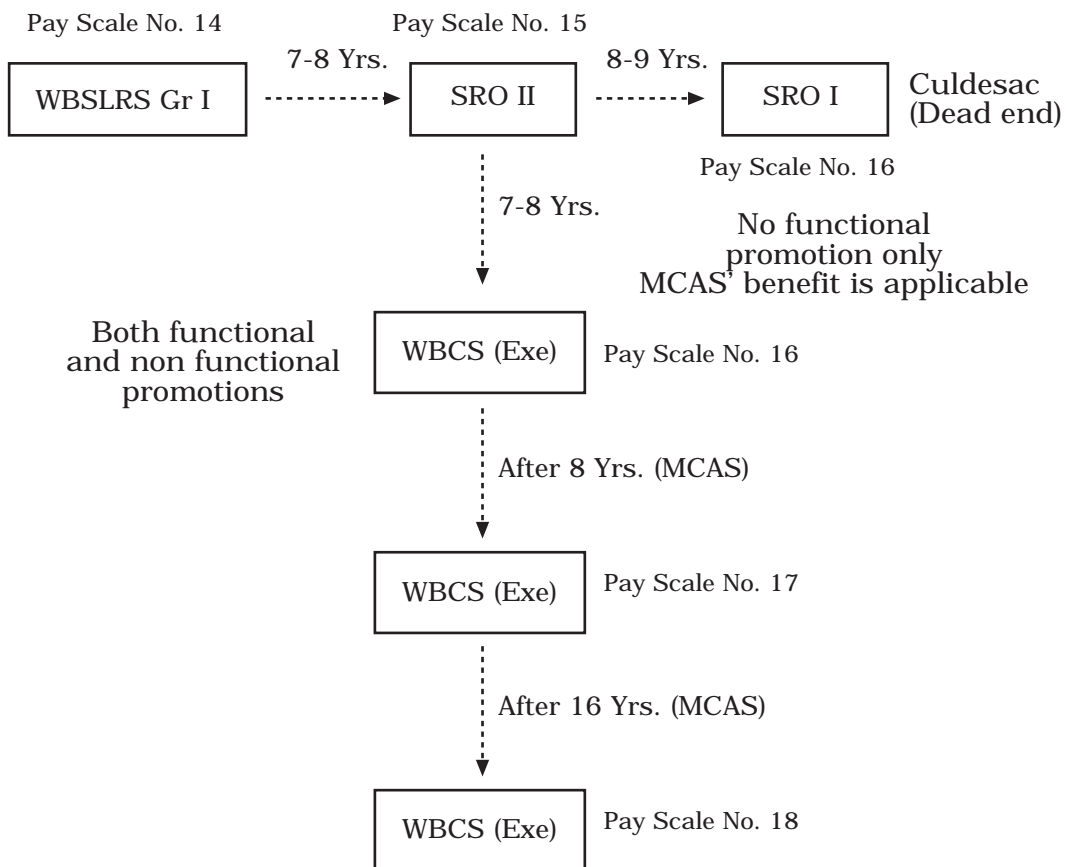 Pay Scale No. 14
Pay Scale No. 15
7-8 Yrs.
8-9 Yrs.
WBSLRS Gr I
SRO II
SRO I
Culdesac
(Dead end)
Pay Scale No. 16
7-8 Yrs.
No functional
promotion only
MCAS’ benefit is applicable
Both functional
and non functional
promotions
WBCS (Exe)
Pay Scale No. 16
After 8 Yrs. (MCAS)
WBCS (Exe)
Pay Scale No. 17
After 16 Yrs. (MCAS)
WBCS (Exe)
Pay Scale No. 18